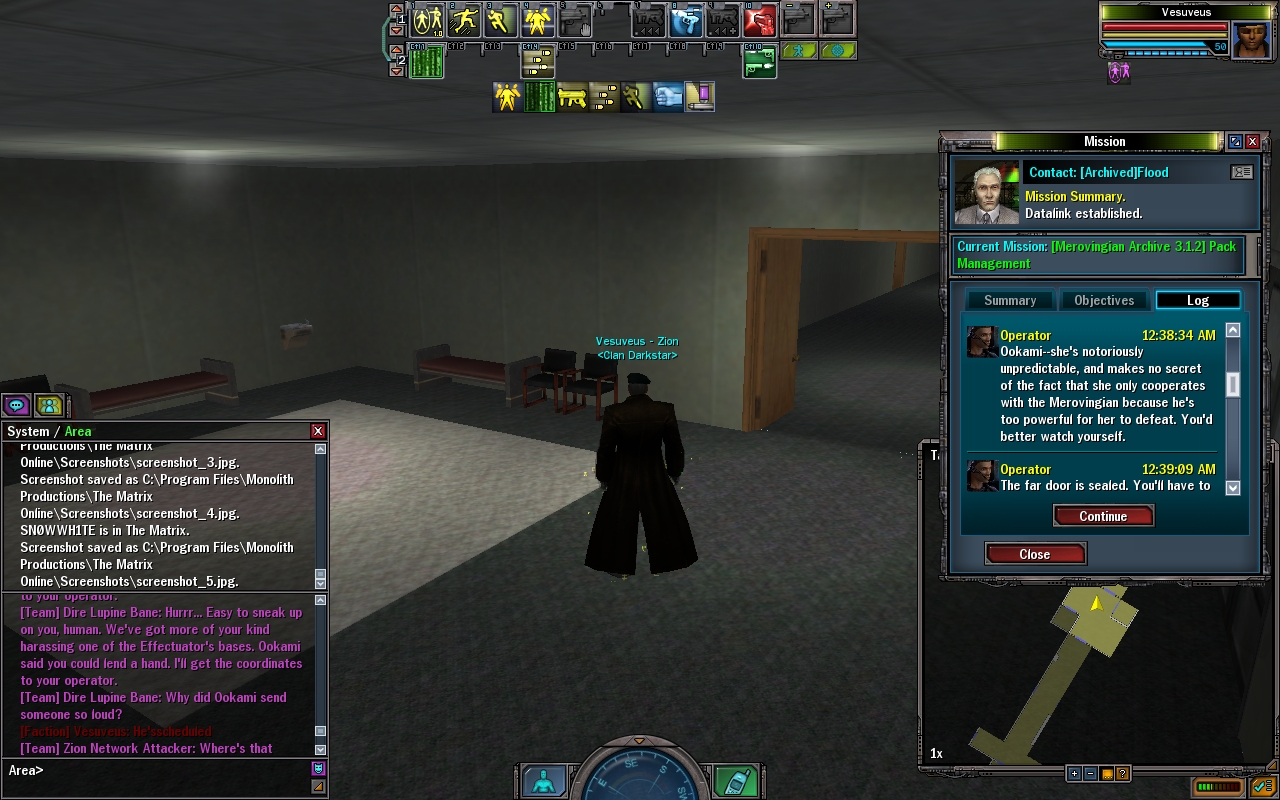 1
1.0
2
Vesuveus
50
Mission
Contact: [Archived]Flood
Mission Summary.
Datalink established.
Current Mission: [Merovingian Archive 3.1.2] Pack
Management
Summary
Objectives
Log
Operator 12:38:34 AM
Ookami--she's notoriously
unpredictable, and makes no secret
of the fact that she only cooperates
with the Merovingian because he's
too powerful for her to defeat. You'd
better watch yourself.
Operator 12:39:09 AM
The far door is sealed. You'll have to
Continue
Close
Vesuveus - Zion
<Clan Darkstar>
System / Area
Productions\The Matrix
Online\Screenshots\screenshot_3.jpg.
Screenshot saved as C:\Program Files\Monolith
Productions\The Matrix
Online\Screenshots\screenshot_4.jpg.
SN0WWH1TE is in The Matrix.
Screenshot saved as C:\Program Files\Monolith
Productions\The Matrix
Online\Screenshots\screenshot_5.jpg.
to your operator.
[Team] Dire Lupine Bane: Hurrr... Easy to sneak up
on you, human. We've got more of your kind
harassing one of the Effectuator's bases. Ookami
said you could lend a hand. I'll get the coordinates
to your operator.
[Team] Dire Lupine Bane: Why did Ookami send
someone so loud?
[Faction] Vesuveus: He'sscheduled
[Team] Zion Network Attacker: Where's that
Area>
E
SE
S
SW
1x